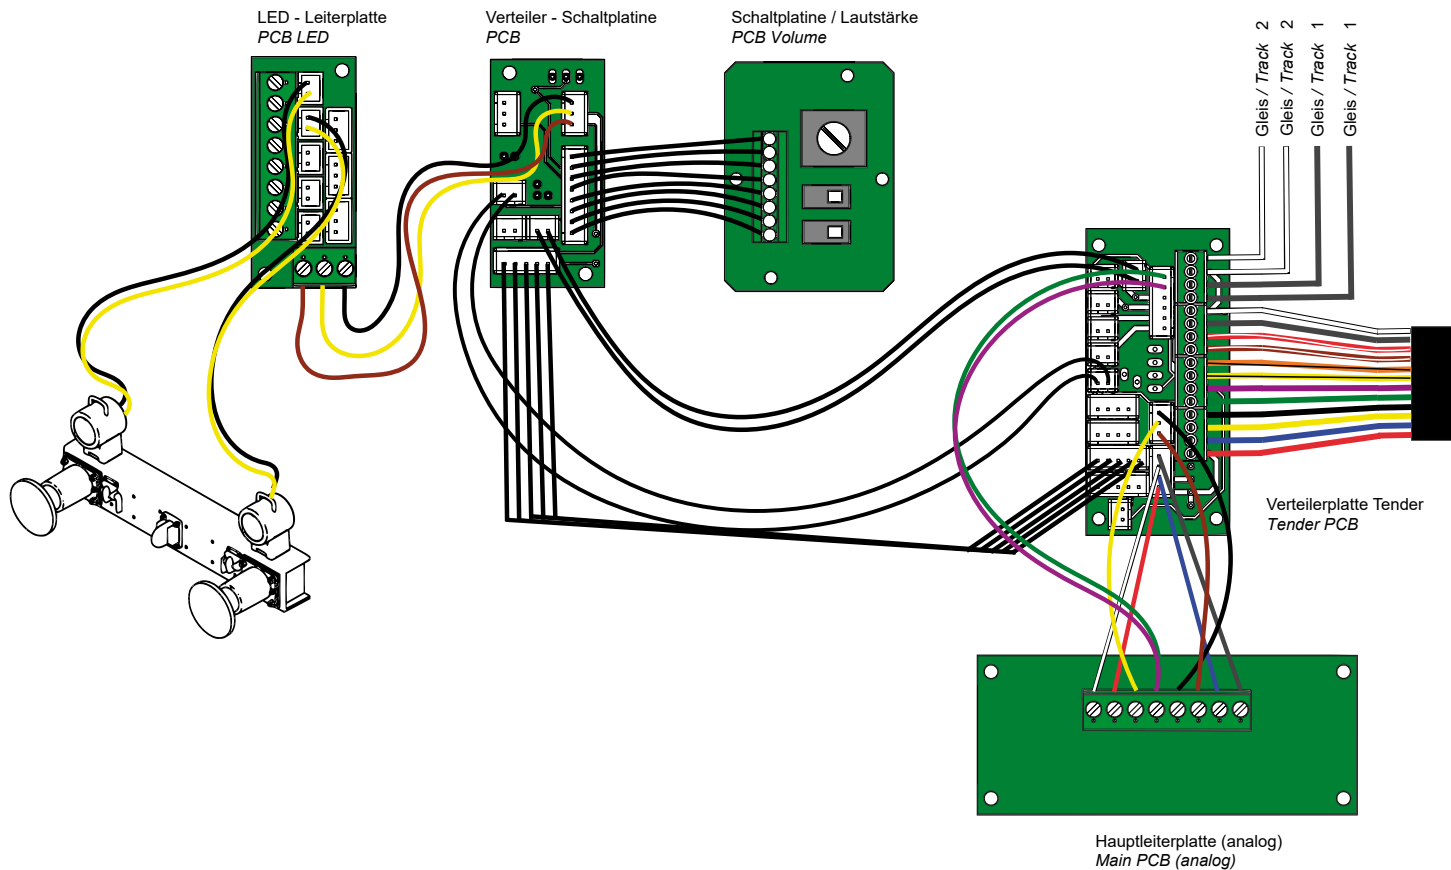 LED - Leiterplatte
PCB LED
Verteiler - Schaltplatine
PCB
Schaltplatine / Lautstärke
PCB Volume
Gleis / Track 2
Gleis / Track 2
Gleis / Track 1
Gleis / Track 1
Verteilerplatte Tender
Tender PCB
Hauptleiterplatte (analog)
Main PCB (analog)